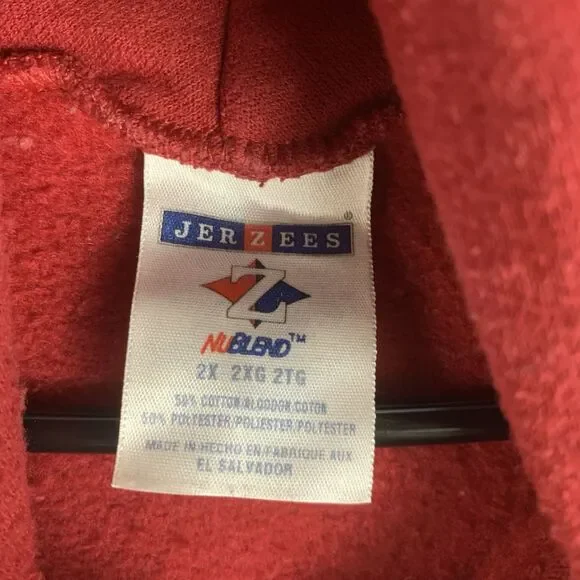 JERZEES®
Z
NUBLEND™
2X 2XG 2TG
50% COTTON/ALGODON/COTON
50% POLYESTER/POLIESTER/POLYESTER
MADE IN HECHO EN/FABRIQUE AUX
EL SALVADOR